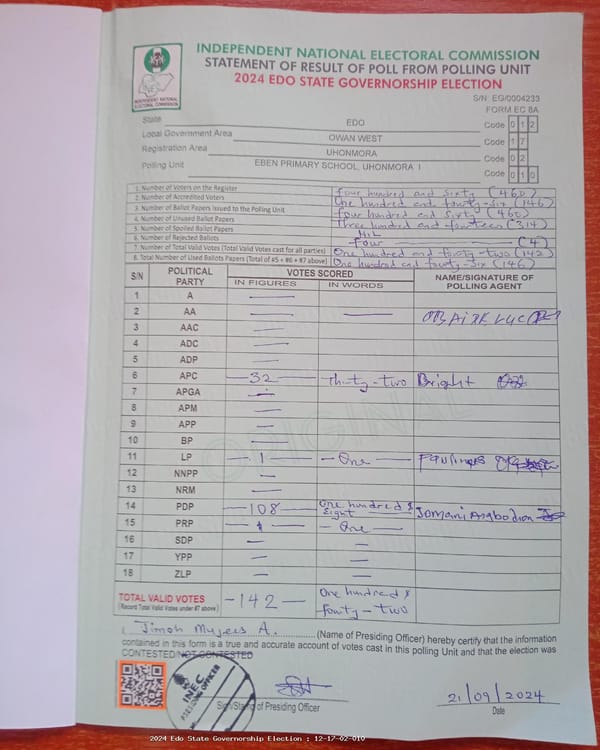 INDEPENDENT NATIONAL ELECTORAL COMMISSION
STATEMENT OF RESULT OF POLL FROM POLLING UNIT
2024 EDO STATE GOVERNORSHIP ELECTION
INEC
INDEPENDENT NATIONAL ELECTORAL COMMISSION
S/N: EG/0004233
FORM EC 8A
State EDO Code 0 1 2
Local Government Area OWAN WEST Code 1 7
Registration Area UHONMORA Code 0 2
Polling Unit EBEN PRIMARY SCHOOL, UHONMORA I Code 0 1 0
1. Number of Voters on the Register four hundred and sixty (460)
2. Number of Accredited Voters One hundred and fourty-six (146)
3. Number of Ballot Papers Issued to the Polling Unit four hundred and sixty (460)
4. Number of Unused Ballot Papers three hundred and fourteen (314)
5. Number of Spoiled Ballot Papers NIL
6. Number of Rejected Ballots four (4)
7. Number of Total Valid Votes (Total Valid Votes cast for all parties) One hundred and fourty-two (142)
8. Total Number of Used Ballots Papers (Total of #5 + #6 + #7 above) One hundred and fourty-six (146)
S/N POLITICAL PARTY VOTES SCORED NAME/SIGNATURE OF POLLING AGENT
IN FIGURES IN WORDS
1 A —
2 AA — —
3 AAC —
4 ADC —
5 ADP —
6 APC — 32 — thirty-two Bright
7 APGA —
8 APM —
9 APP —
10 BP —
11 LP — 1 — — One —
12 NNPP —
13 NRM —
14 PDP — 108 — One hundred & Eight
15 PRP — 1 — — One —
16 SDP — —
17 YPP — —
18 ZLP — —
TOTAL VALID VOTES - 142 — One hundred & fourty-two
(Record Total Valid Votes under #7 above)
I, Jimoh Mujees A. (Name of Presiding Officer) hereby certify that the information
contained in this form is a true and accurate account of votes cast in this polling Unit and that the election was
CONTESTED/NOT CONTESTED
INEC
PRESIDING OFFICER
Sign/Stamp of Presiding Officer
21/09/2024
Date
2024 Edo State Governorship Election : 12-17-02-010